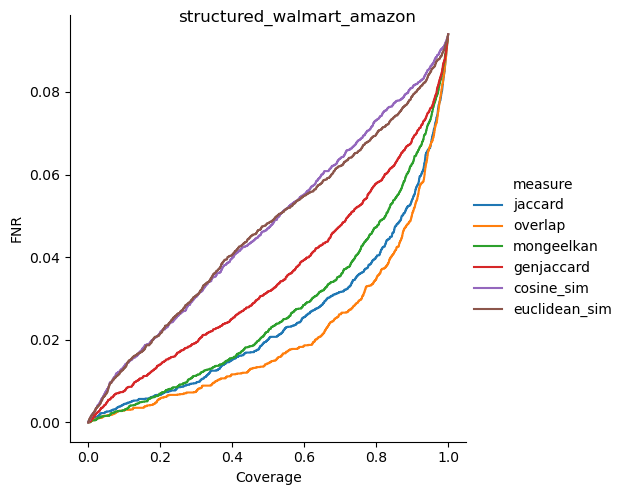 structured_walmart_amazon
FNR
0.08
0.06
0.04
0.02
0.00
0.0 0.2 0.4 0.6 0.8 1.0
Coverage
measure
jaccard
overlap
mongeelkan
genjaccard
cosine_sim
euclidean_sim